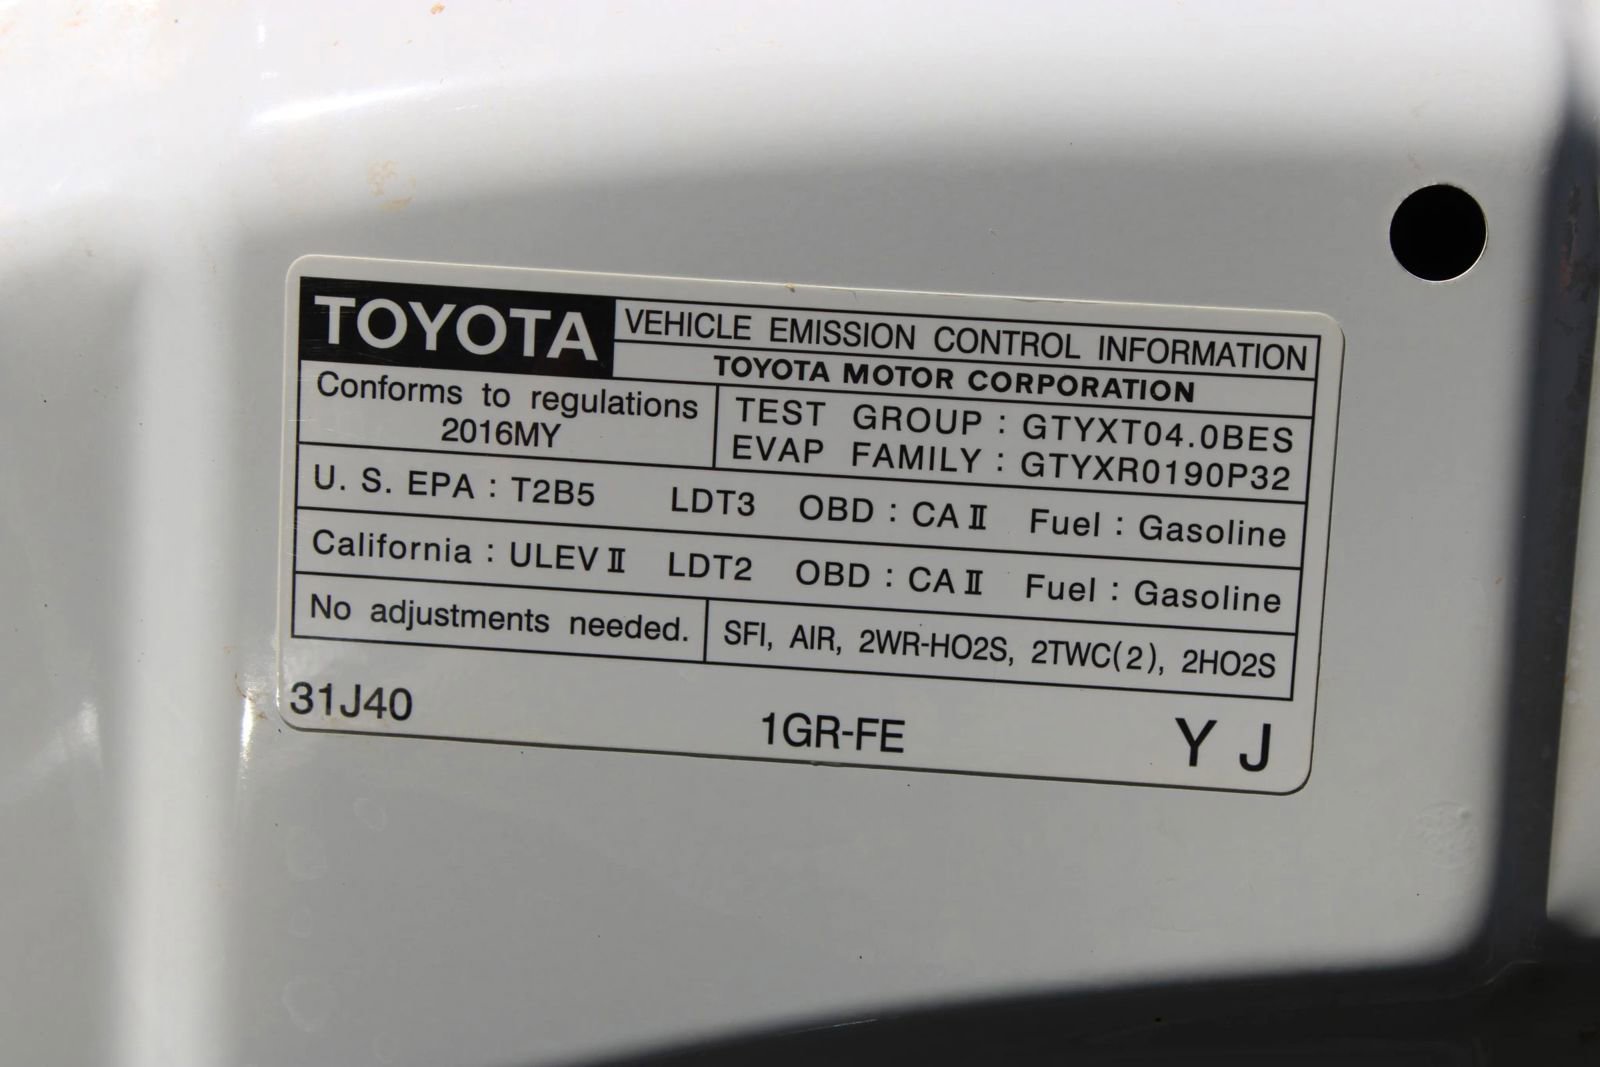 TOYOTA VEHICLE EMISSION CONTROL INFORMATION
TOYOTA MOTOR CORPORATION
Conforms to regulations
2016MY
TEST GROUP : GTYXT04.0BES
EVAP FAMILY : GTYXR0190P32
U. S. EPA : T2B5 LDT3 OBD : CA II Fuel : Gasoline
California : ULEV II LDT2 OBD : CA II Fuel : Gasoline
No adjustments needed. SFI, AIR, 2WR-HO2S, 2TWC(2), 2HO2S
31J40 1GR-FE Y J